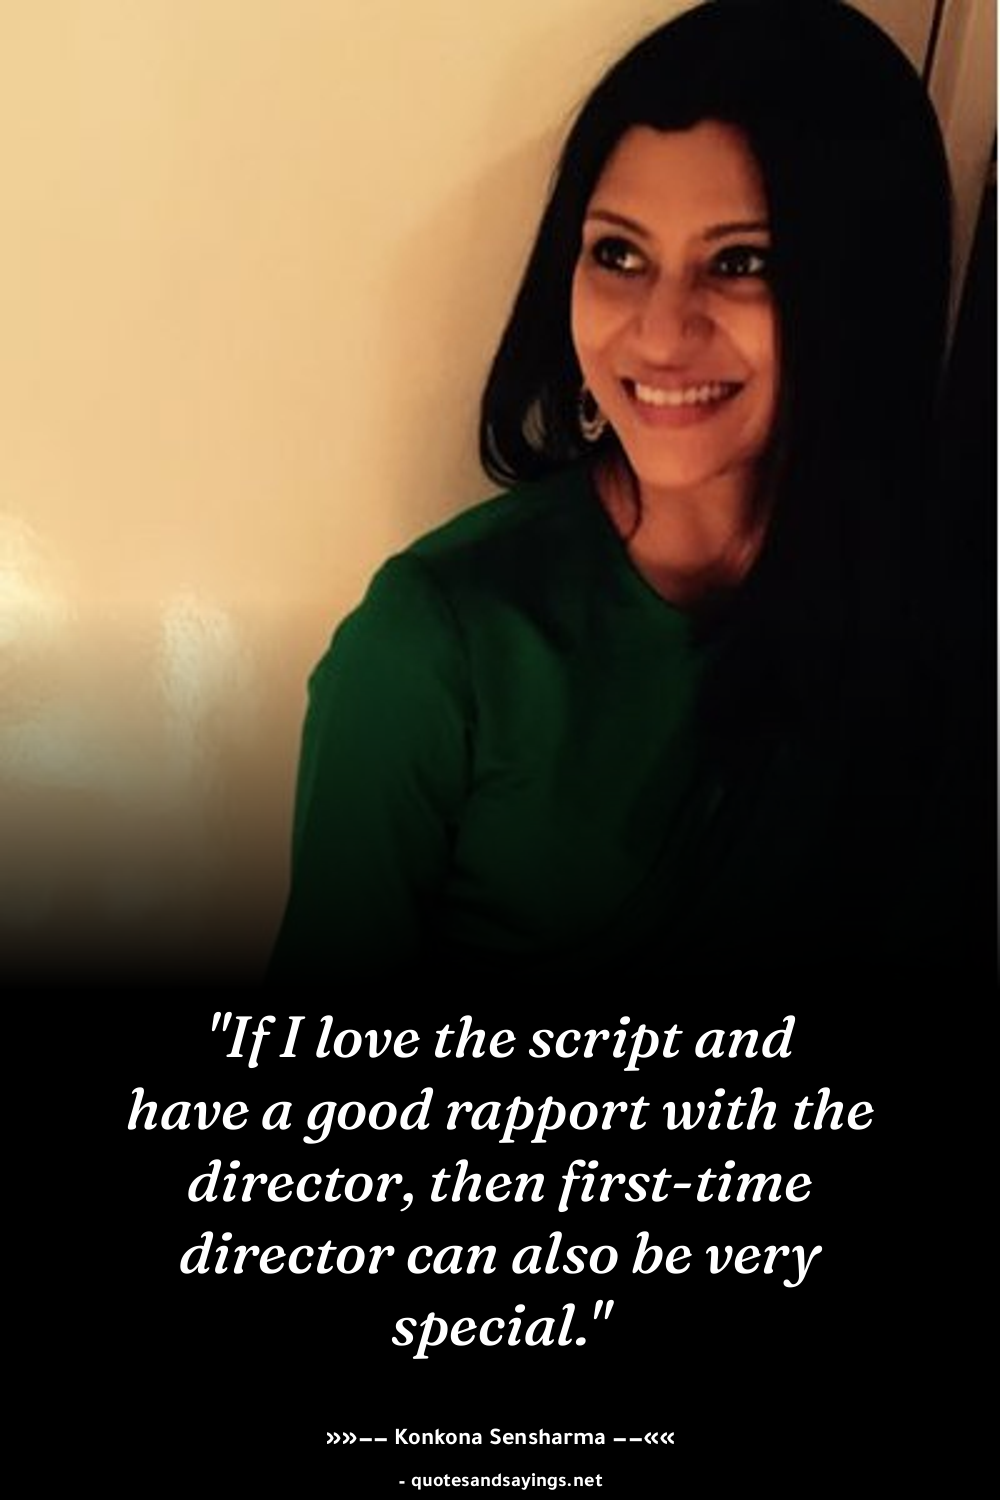 "If I love the script and
have a good rapport with the
director, then first-time
director can also be very
special."
»»−− Konkona Sensharma −−««
- quotesandsayings.net